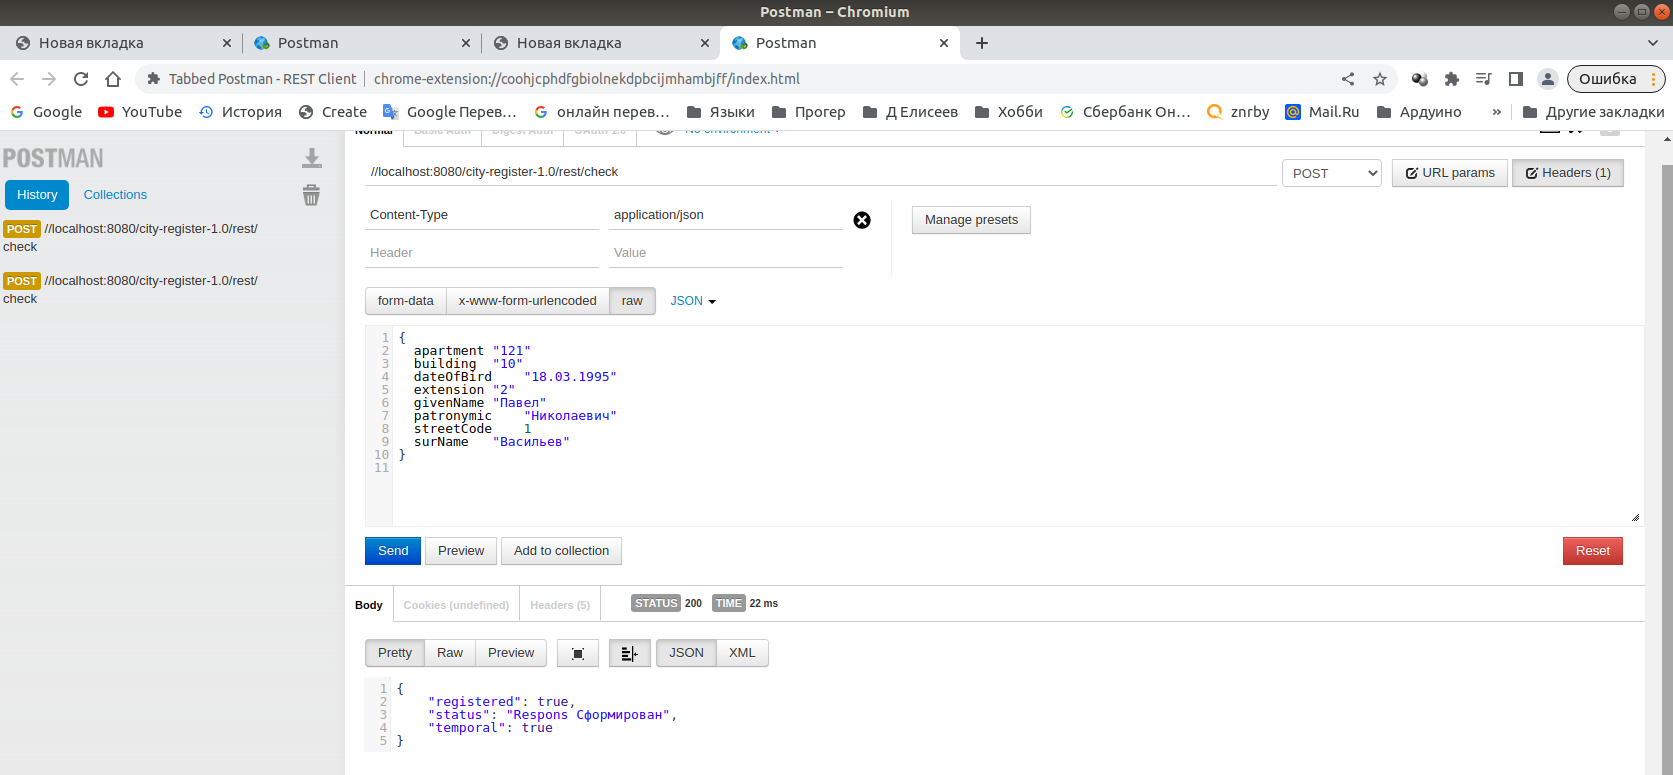 Postman – Chromium
Новая вкладка
Postman
Новая вкладка
Postman
Tabbed Postman - REST Client | chrome-extension://coohjcphdfgbiolnekdpbcijmhambjff/index.html
Ошибка
Google YouTube История Create Google Перев... онлайн перев... Языки Прогер Д Елисеев Хобби Сбербанк Он... znrby Mail.Ru Ардуино » Другие закладки
Normal Basic Auth Digest Auth OAuth 1.0 No environment
POSTMAN
History Collections
POST //localhost:8080/city-register-1.0/rest/
check
POST //localhost:8080/city-register-1.0/rest/
check
//localhost:8080/city-register-1.0/rest/check POST URL params Headers (1)
Content-Type application/json Manage presets
Header Value
form-data x-www-form-urlencoded raw JSON
1 {
2 apartment "121"
3 building "10"
4 dateOfBird "18.03.1995"
5 extension "2"
6 givenName "Павел"
7 patronymic "Николаевич"
8 streetCode 1
9 surName "Васильев"
10 }
11
Send Preview Add to collection Reset
Body Cookies (undefined) Headers (5) STATUS 200 TIME 22 ms
Pretty Raw Preview JSON XML
1 {
2 "registered": true,
3 "status": "Respons Сформирован",
4 "temporal": true
5 }